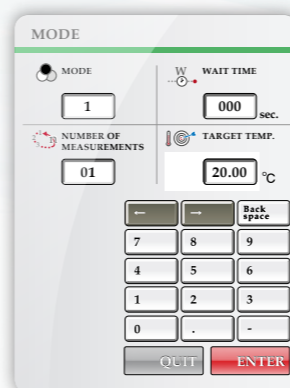 MODE
MODE
W WAIT TIME
1
000 sec.
NUMBER OF
MEASUREMENTS
TARGET TEMP.
01
20.00 °C
← → Back
space
7 8 9
4 5 6
1 2 3
0 . -
QUIT ENTER